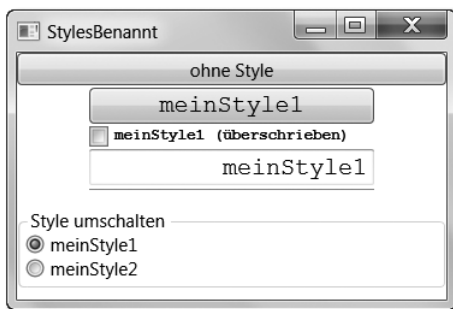 StylesBenannt
ohne Style
meinStyle1
meinStyle1 (überschrieben)
meinStyle1
Style umschalten
meinStyle1
meinStyle2